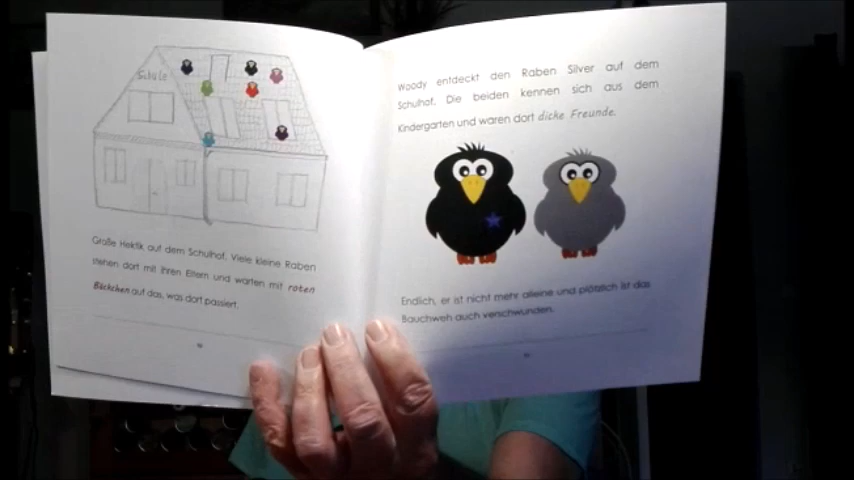 Schule
Große Hektik auf dem Schulhof. Viele kleine Raben
stehen dort mit ihren Eltern und warten mit roten
Bäckchen auf das, was dort passiert.
Woody entdeckt den Raben Silver auf dem
Schulhof. Die beiden kennen sich aus dem
Kindergarten und waren dort dicke Freunde.
Endlich, er ist nicht mehr alleine und plötzlich ist das
Bauchweh auch verschwunden.